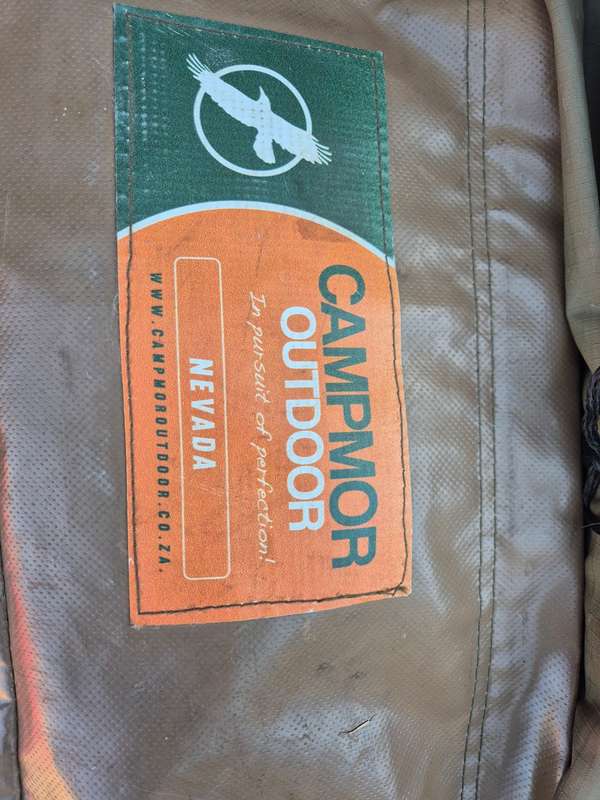 CAMPMOR
OUTDOOR
In pursuit of perfection!
NEVADA
WWW.CAMPMOROUTDOOR.CO.ZA.